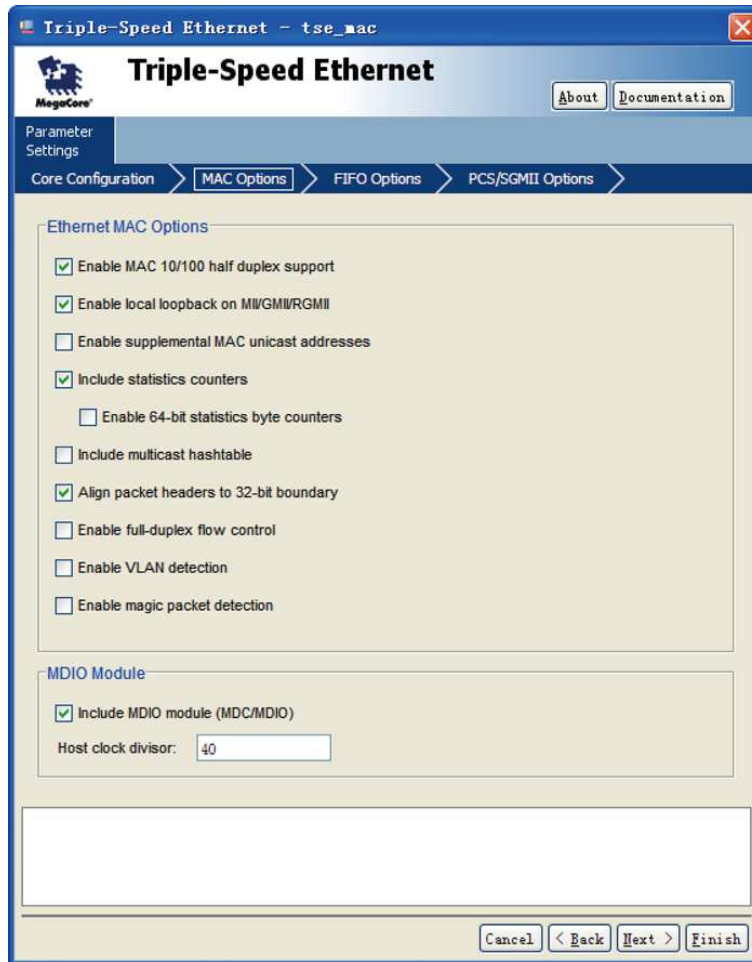 Triple-Speed Ethernet - tse_mac
Triple-Speed Ethernet
MegaCore®
About
Documentation
Parameter
Settings
Core Configuration
MAC Options
FIFO Options
PCS/SGMII Options
Ethernet MAC Options
Enable MAC 10/100 half duplex support
Enable local loopback on MII/GMII/RGMII
Enable supplemental MAC unicast addresses
Include statistics counters
Enable 64-bit statistics byte counters
Include multicast hashtable
Align packet headers to 32-bit boundary
Enable full-duplex flow control
Enable VLAN detection
Enable magic packet detection
MDIO Module
Include MDIO module (MDC/MDIO)
Host clock divisor: 40
Cancel
< Back
Next >
Finish